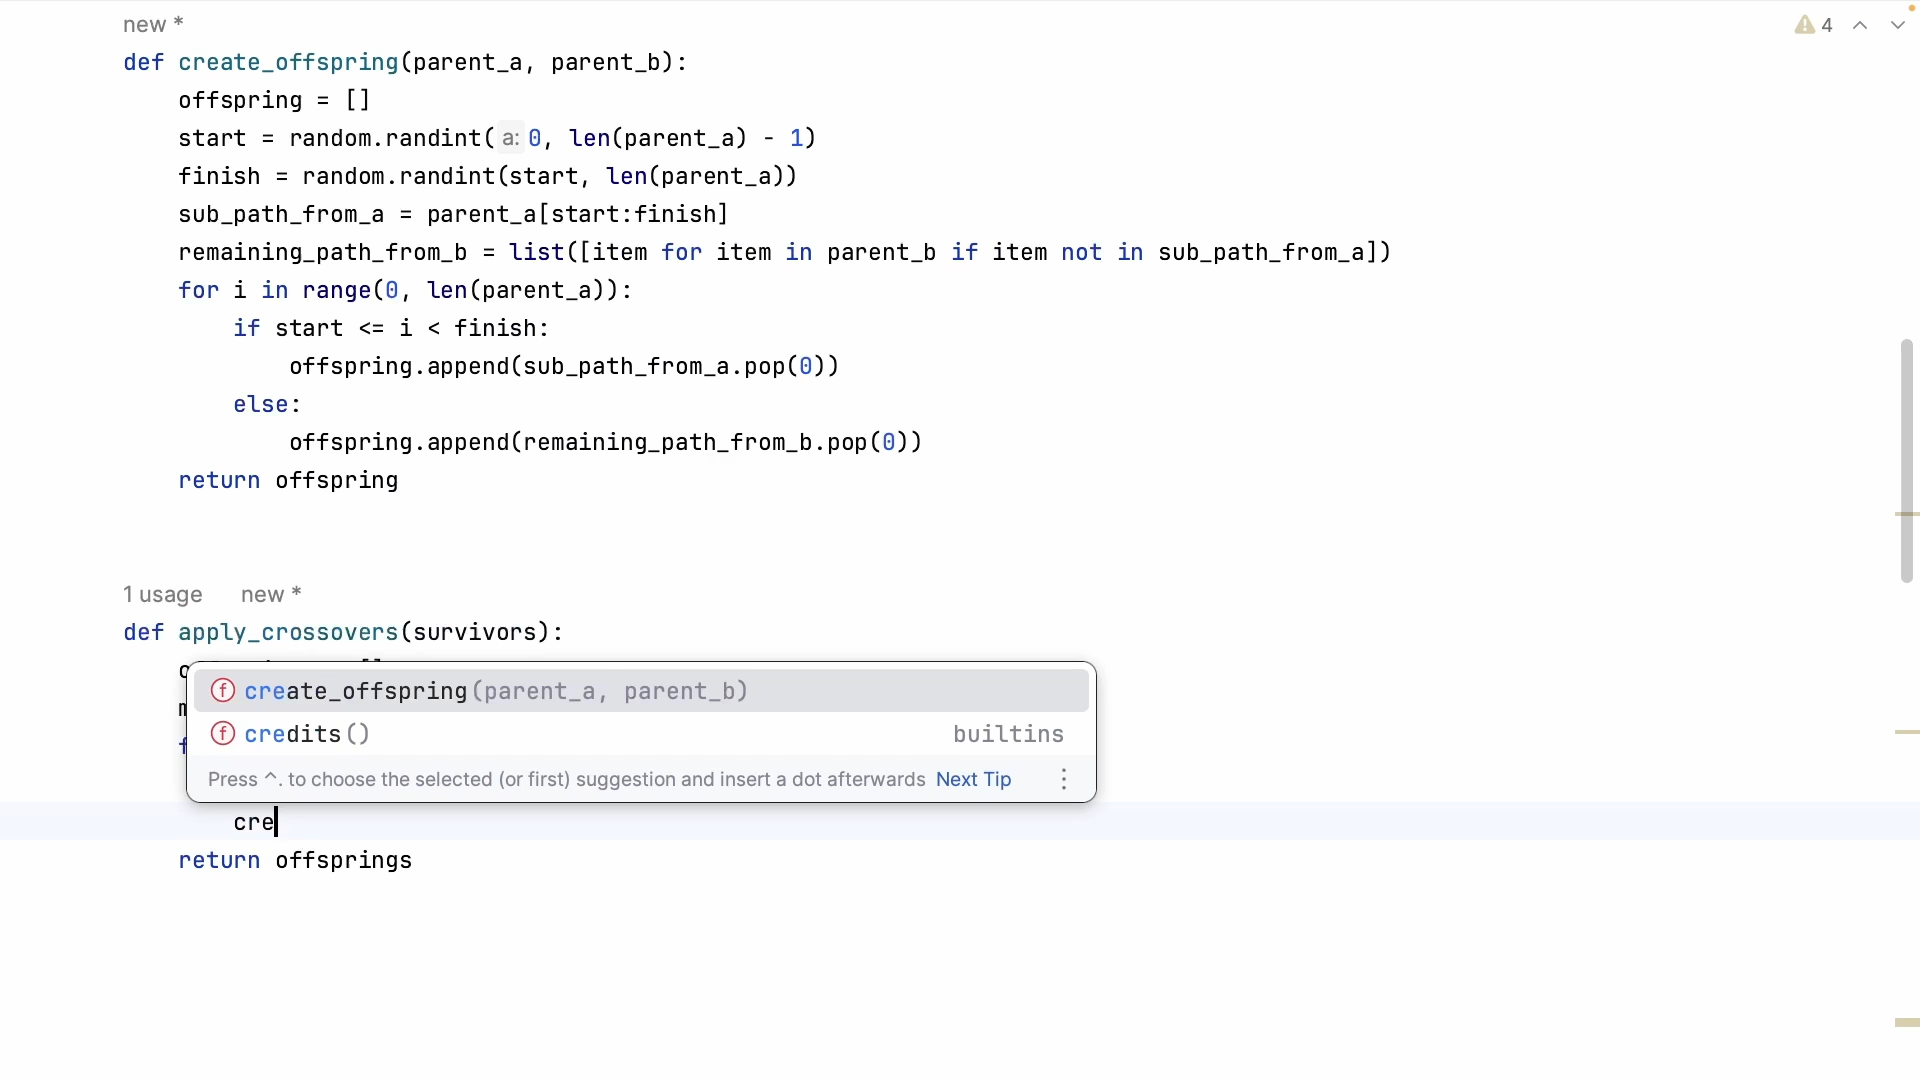 new *
4
def create_offspring(parent_a, parent_b):
    offspring = []
    start = random.randint(a: 0, len(parent_a) - 1)
    finish = random.randint(start, len(parent_a))
    sub_path_from_a = parent_a[start:finish]
    remaining_path_from_b = list([item for item in parent_b if item not in sub_path_from_a])
    for i in range(0, len(parent_a)):
        if start <= i < finish:
            offspring.append(sub_path_from_a.pop(0))
        else:
            offspring.append(remaining_path_from_b.pop(0))
    return offspring
1 usage new *
def apply_crossovers(survivors):
create_offspring(parent_a, parent_b)
credits() builtins
Press ^. to choose the selected (or first) suggestion and insert a dot afterwards Next Tip
        cre
    return offsprings